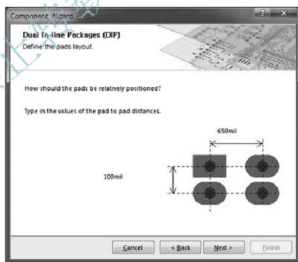 Component Wizard
Dual In-line Packages (DIP)
Define the pads layout
How should the pads be relatively positioned?
Type in the values of the pad to pad distances.
650mil
100mil
Cancel
< Back
Next >
Finish